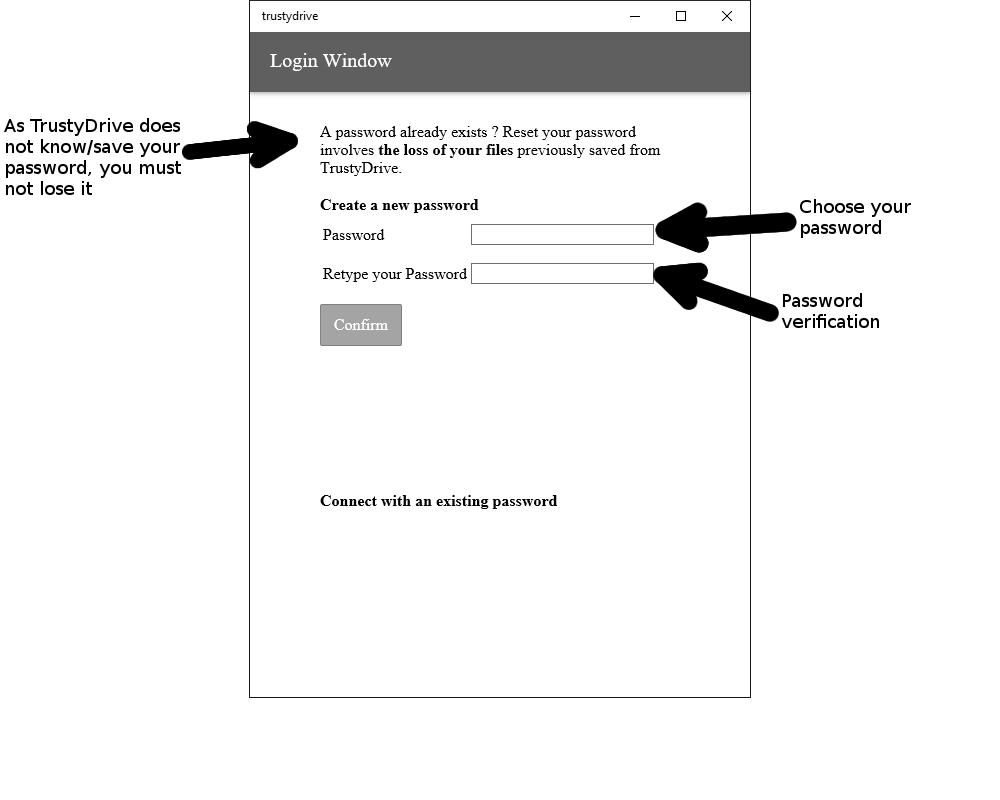 trustydrive
Login Window
As TrustyDrive does
not know/save your
password, you must
not lose it
A password already exists ? Reset your password
involves the loss of your files previously saved from
TrustyDrive.
Create a new password
Password
Choose your
password
Retype your Password
Password
verification
Confirm
Connect with an existing password